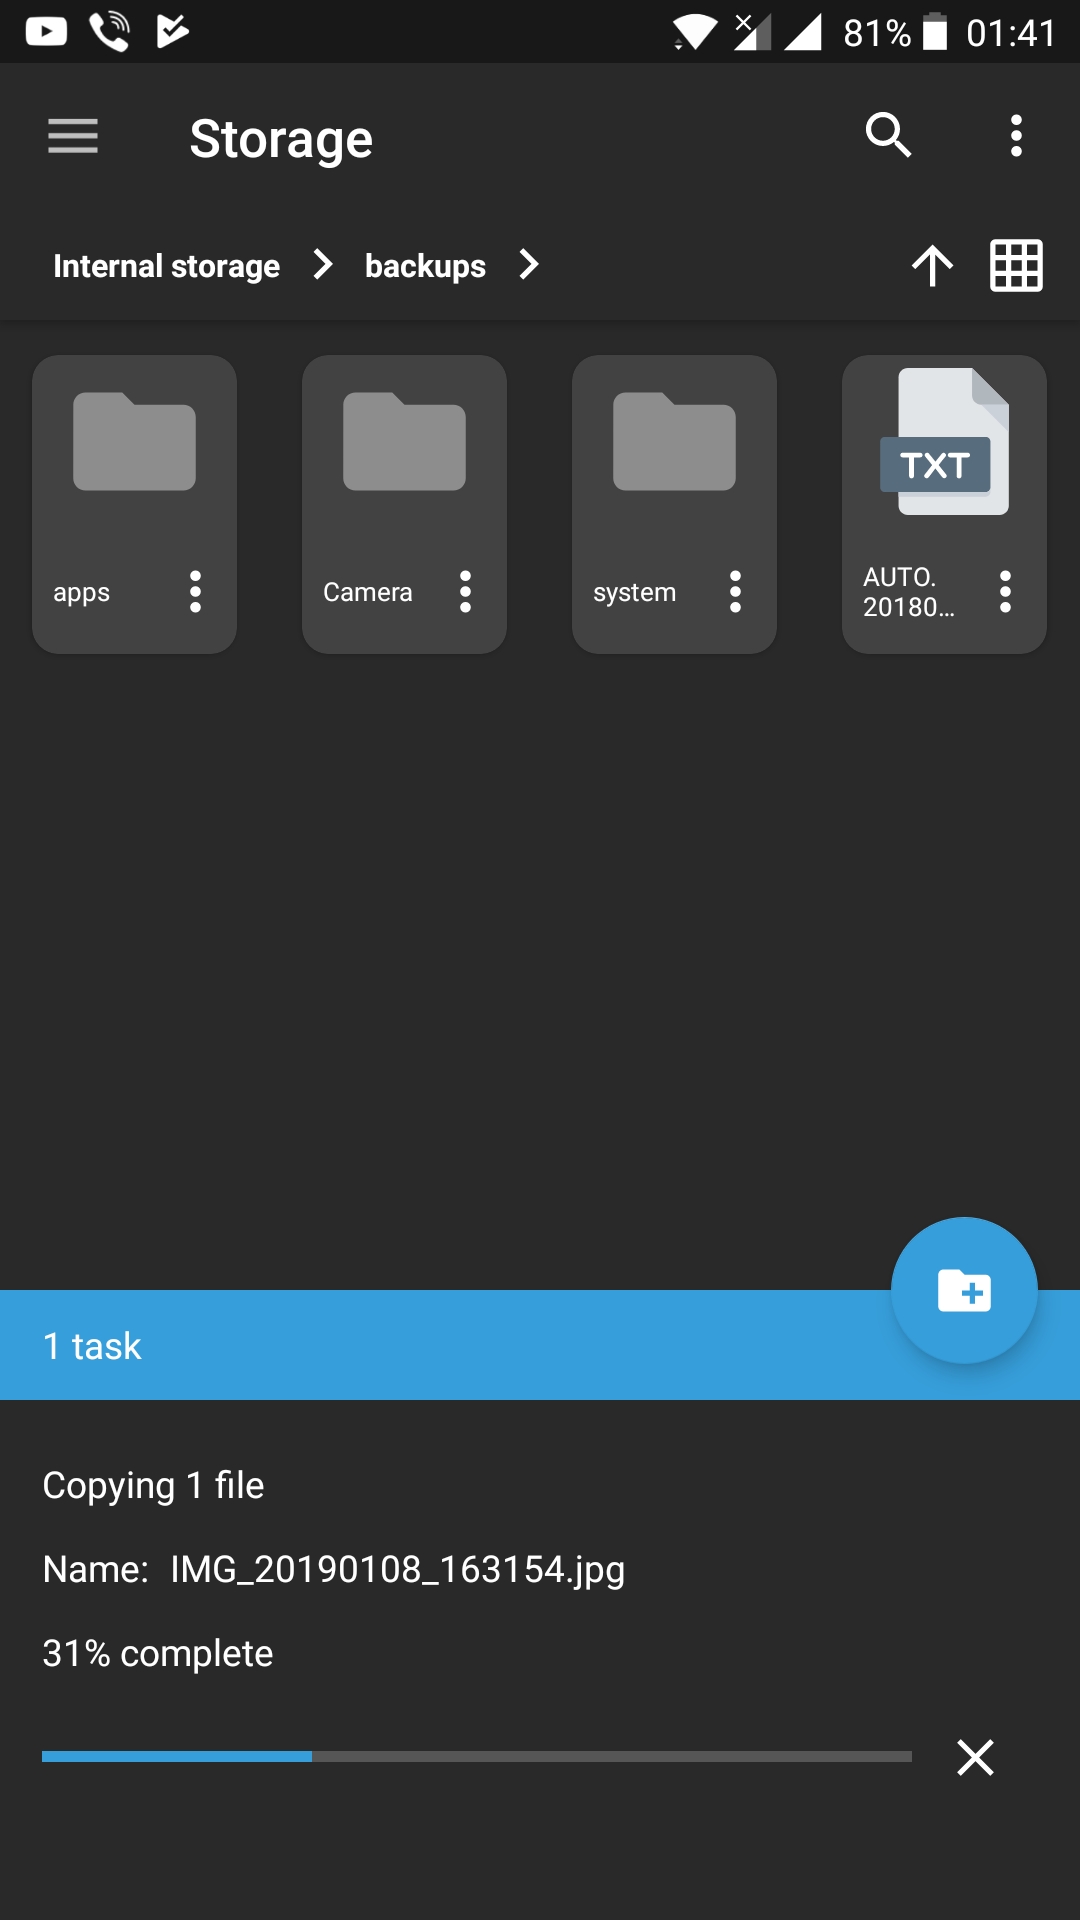 81% 01:41
Storage
Internal storage backups
apps
Camera
system
TXT
AUTO.
20180...
1 task
Copying 1 file
Name: IMG_20190108_163154.jpg
31% complete